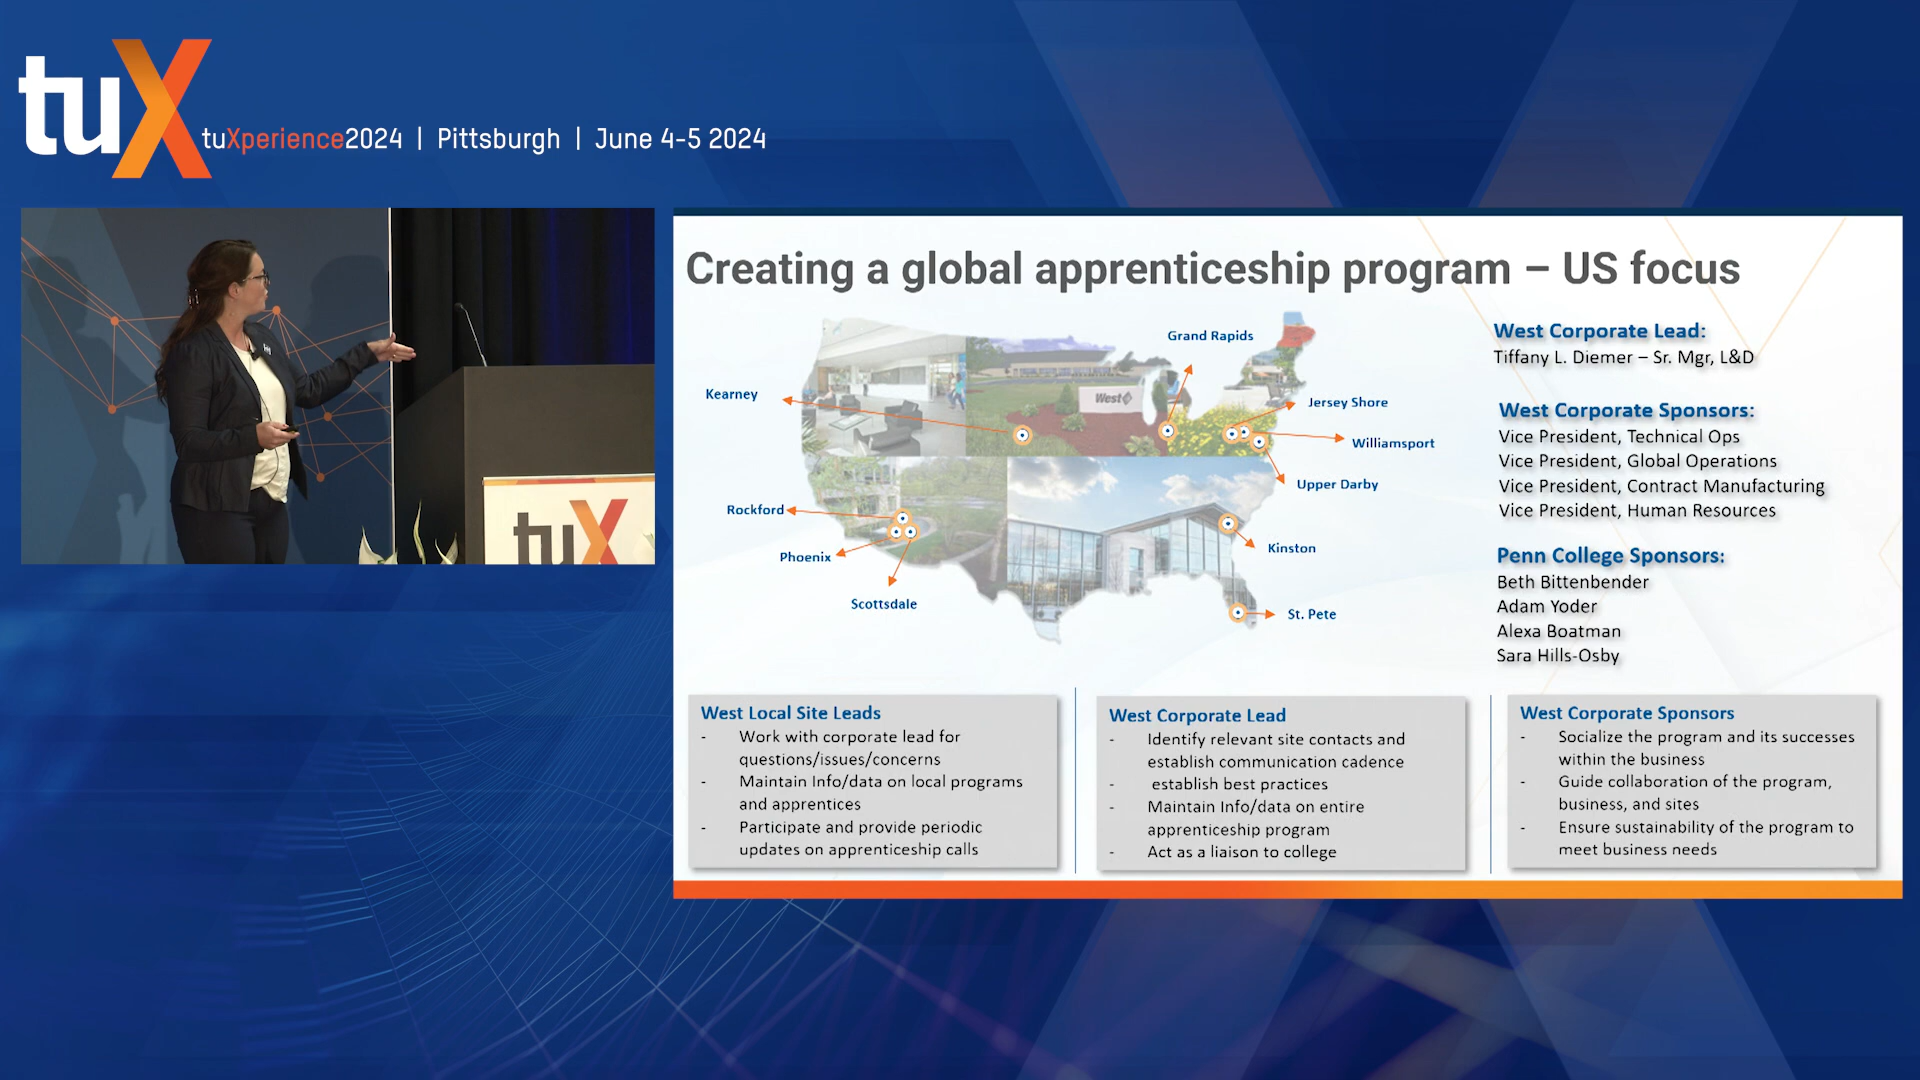 tuX
tuXperience2024 | Pittsburgh | June 4-5 2024
tuX
Creating a global apprenticeship program – US focus
Grand Rapids
Kearney
West
Jersey Shore
Williamsport
Upper Darby
Rockford
Phoenix
Kinston
Scottsdale
St. Pete
West Corporate Lead:
Tiffany L. Diemer – Sr. Mgr, L&D
West Corporate Sponsors:
Vice President, Technical Ops
Vice President, Global Operations
Vice President, Contract Manufacturing
Vice President, Human Resources
Penn College Sponsors:
Beth Bittenbender
Adam Yoder
Alexa Boatman
Sara Hills-Osby
West Local Site Leads
- Work with corporate lead for
questions/issues/concerns
- Maintain Info/data on local programs
and apprentices
- Participate and provide periodic
updates on apprenticeship calls
West Corporate Lead
- Identify relevant site contacts and
establish communication cadence
- establish best practices
- Maintain Info/data on entire
apprenticeship program
- Act as a liaison to college
West Corporate Sponsors
- Socialize the program and its successes
within the business
- Guide collaboration of the program,
business, and sites
- Ensure sustainability of the program to
meet business needs